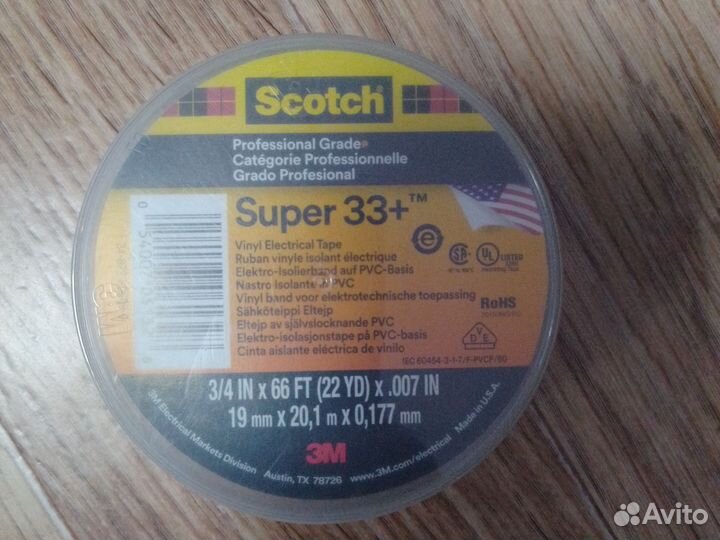 Scotch
Professional Grade
Catégorie Professionnelle
Grado Profesional
Super 33+™
Vinyl Electrical Tape
Ruban vinyle isolant électrique
Elektro-Isolierband auf PVC-Basis
Nastro Isolante in PVC
Vinyl band voor elektrotechnische toepassing
Sähköteippi Eltejp
Eltejp av självslocknande PVC
Elektro-isolasjonstape på PVC-basis
Cinta aislante eléctrica de vinilo
UL
LISTED
RoHS
VDE
IEC 60454-3-1-7/F-PVCP/90
3/4 IN x 66 FT (22 YD) x .007 IN
19 mm x 20,1 m x 0,177 mm
3M
3M Electrical Markets Division
Austin, TX 78726
www.3M.com/electrical
Made in U.S.A.
Avito